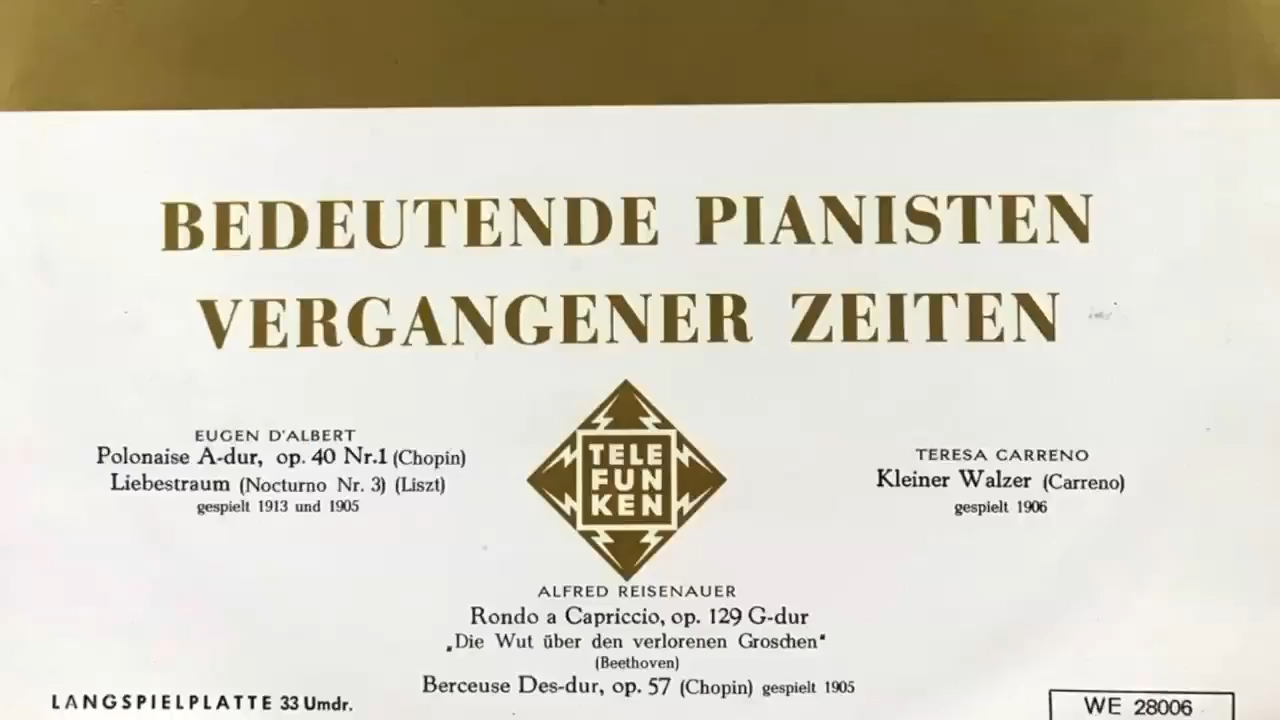 BEDEUTENDE PIANISTEN
VERGANGENER ZEITEN
EUGEN D'ALBERT
Polonaise A-dur, op. 40 Nr.1 (Chopin)
Liebestraum (Nocturno Nr. 3) (Liszt)
gespielt 1913 und 1905
TELE
FUN
KEN
TERESA CARRENO
Kleiner Walzer (Carreno)
gespielt 1906
ALFRED REISENAUER
Rondo a Capriccio, op. 129 G-dur
„Die Wut über den verlorenen Groschen“
(Beethoven)
Berceuse Des-dur, op. 57 (Chopin) gespielt 1905
LANGSPIELPLATTE 33 Umdr.
WE 28006